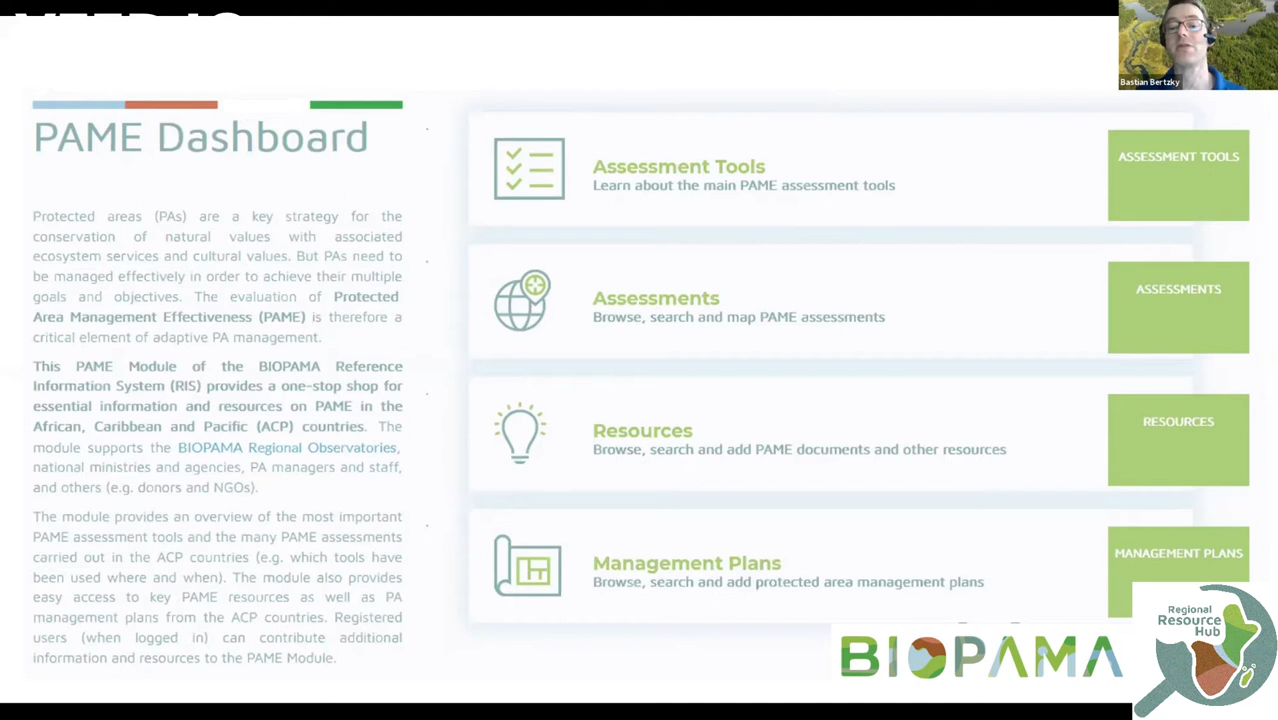 Bastian Bertzky
PAME Dashboard
Protected areas (PAs) are a key strategy for the
conservation of natural values with associated
ecosystem services and cultural values. But PAs need to
be managed effectively in order to achieve their multiple
goals and objectives. The evaluation of Protected
Area Management Effectiveness (PAME) is therefore a
critical element of adaptive PA management.
This PAME Module of the BIOPAMA Reference
Information System (RIS) provides a one-stop shop for
essential information and resources on PAME in the
African, Caribbean and Pacific (ACP) countries. The
module supports the BIOPAMA Regional Observatories,
national ministries and agencies, PA managers and staff,
and others (e.g. donors and NGOs).
The module provides an overview of the most important
PAME assessment tools and the many PAME assessments
carried out in the ACP countries (e.g. which tools have
been used where and when). The module also provides
easy access to key PAME resources as well as PA
management plans from the ACP countries. Registered
users (when logged in) can contribute additional
information and resources to the PAME Module.
Assessment Tools
Learn about the main PAME assessment tools
ASSESSMENT TOOLS
Assessments
Browse, search and map PAME assessments
ASSESSMENTS
Resources
Browse, search and add PAME documents and other resources
RESOURCES
Management Plans
Browse, search and add protected area management plans
MANAGEMENT PLANS
BIOPAMA
Regional
Resource
Hub